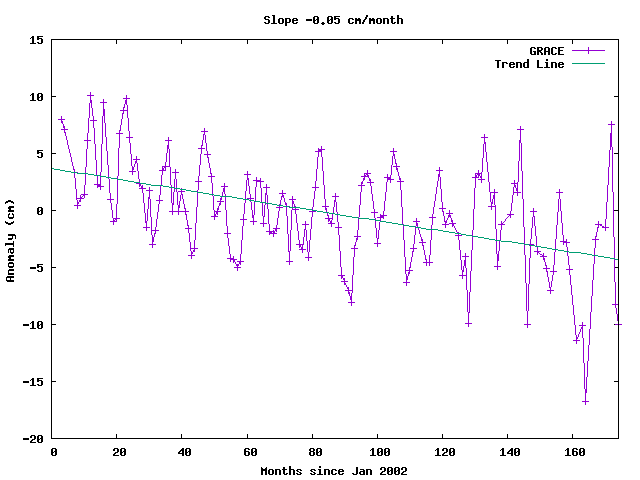 Slope -0.05 cm/month
15
10
5
0
-5
-10
-15
-20
Anomaly (cm)
GRACE
Trend Line
0 20 40 60 80 100 120 140 160
Months since Jan 2002